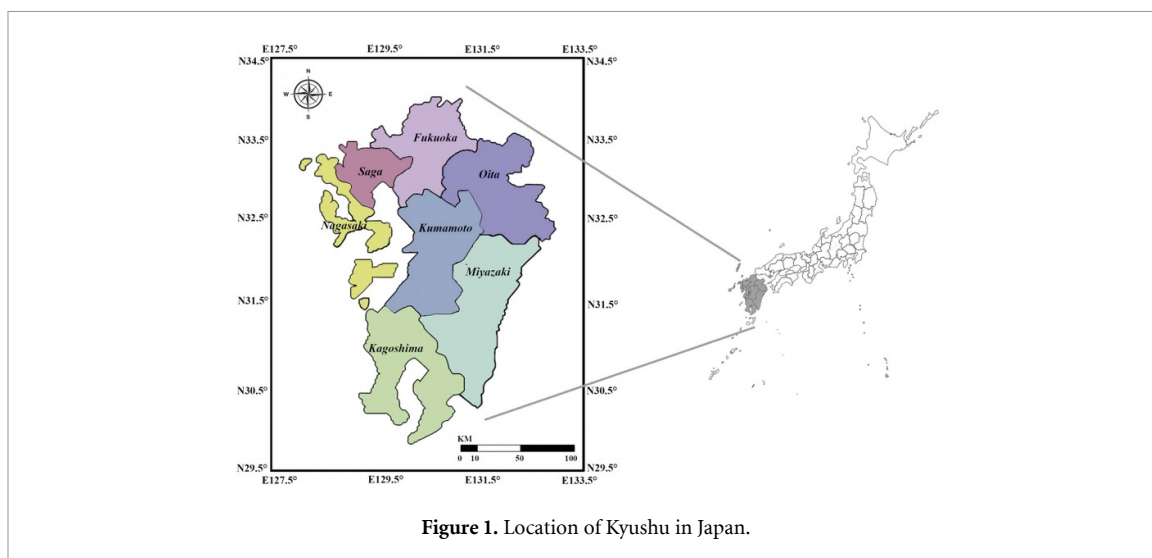 E127.5° E129.5° E131.5° E133.5°
N34.5° N34.5°
N
W E
S
N33.5° N33.5°
Fukuoka
Saga
Oita
N32.5° N32.5°
Nagasaki
Kumamoto
Miyazaki
N31.5° N31.5°
Kagoshima
N30.5° N30.5°
KM
0 10 50 100
N29.5° N29.5°
E127.5° E129.5° E131.5° E133.5°
Figure 1. Location of Kyushu in Japan.